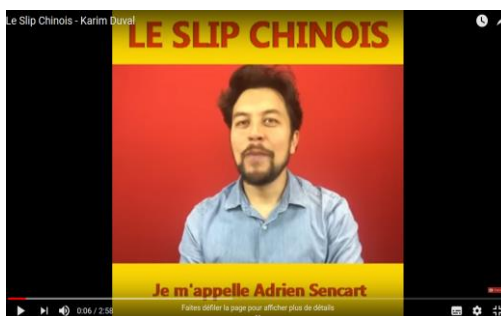 Le Slip Chinois - Karim Duval
LE SLIP CHINOIS
Je m'appelle Adrien Sencart
0:06 / 2:58
Faites défiler la page pour afficher plus de détails